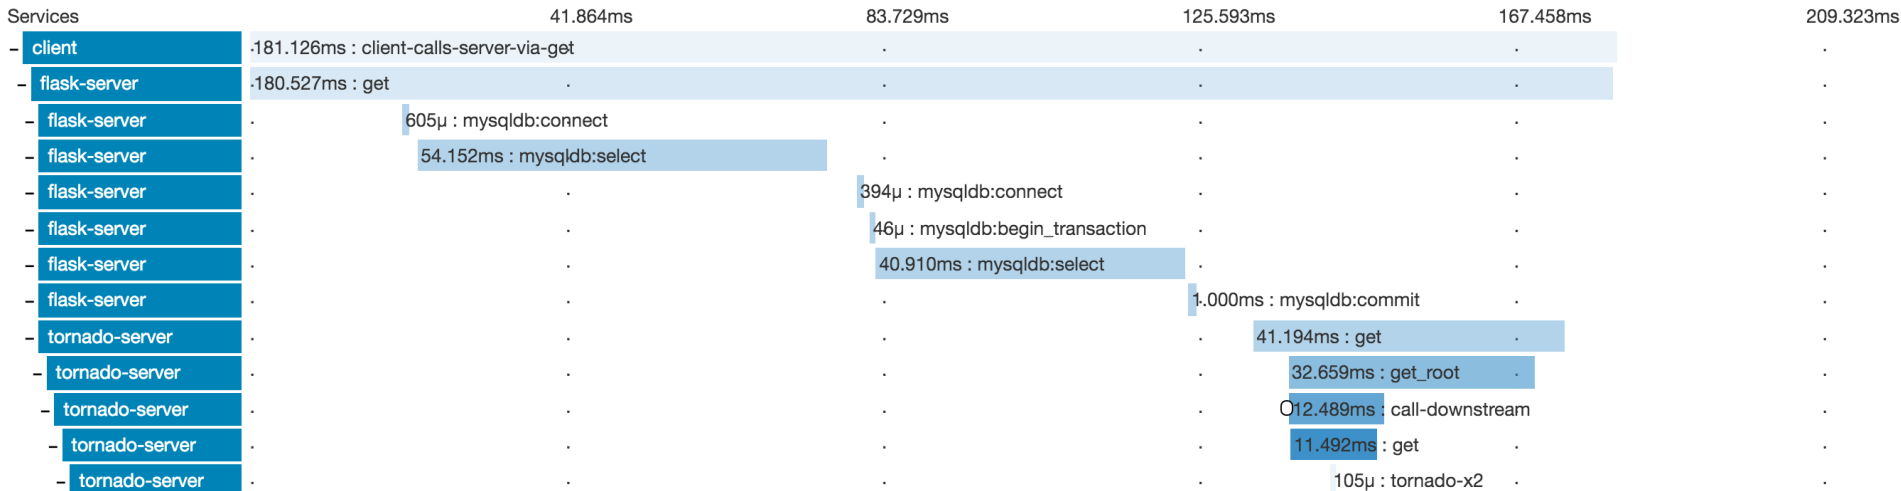 Services 41.864ms 83.729ms 125.593ms 167.458ms 209.323ms
– client 181.126ms : client-calls-server-via-get
– flask-server 180.527ms : get
– flask-server 605μ : mysqldb:connect
– flask-server 54.152ms : mysqldb:select
– flask-server 394μ : mysqldb:connect
– flask-server 46μ : mysqldb:begin_transaction
– flask-server 40.910ms : mysqldb:select
– flask-server 1.000ms : mysqldb:commit
– tornado-server 41.194ms : get
– tornado-server 32.659ms : get_root
– tornado-server 12.489ms : call-downstream
– tornado-server 11.492ms : get
– tornado-server 105μ : tornado-x2